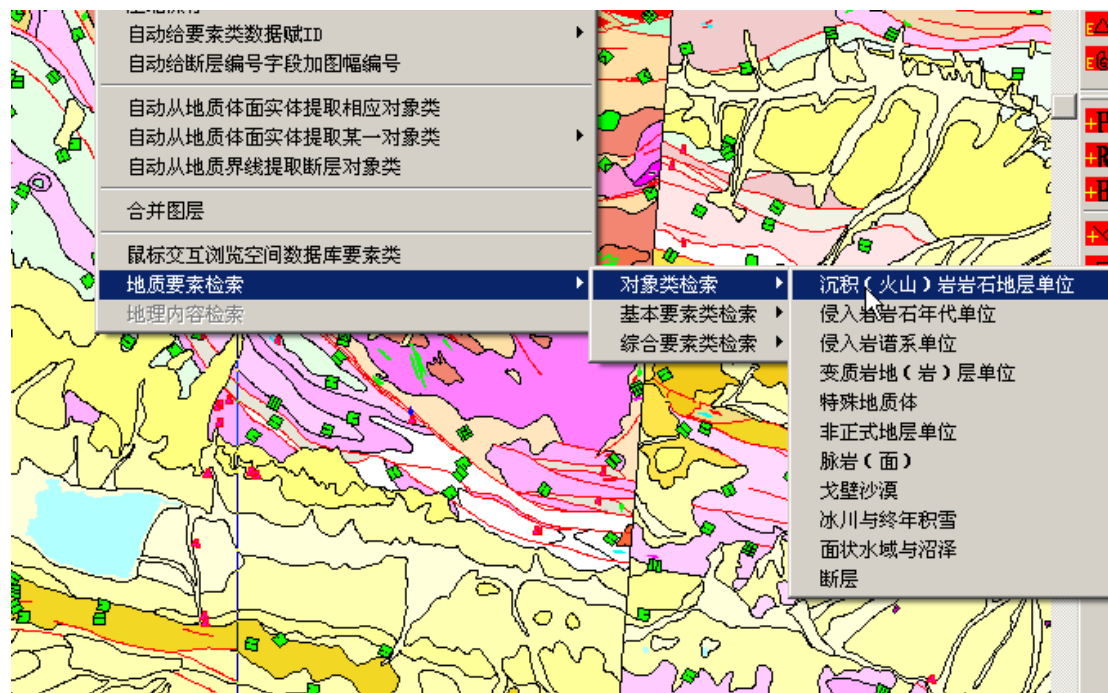 自动给要素类数据赋ID
自动给断层编号字段加图幅编号
自动从地质体面实体提取相应对象类
自动从地质体面实体提取某一对象类
自动从地质界线提取断层对象类
合并图层
鼠标交互浏览空间数据库要素类
地质要素检索
地理内容检索
对象类检索
基本要素类检索
综合要素类检索
沉积（火山）岩岩石地层单位
侵入岩岩石年代单位
侵入岩谱系单位
变质岩地（岩）层单位
特殊地质体
非正式地层单位
脉岩（面）
戈壁沙漠
冰川与终年积雪
面状水域与沼泽
断层